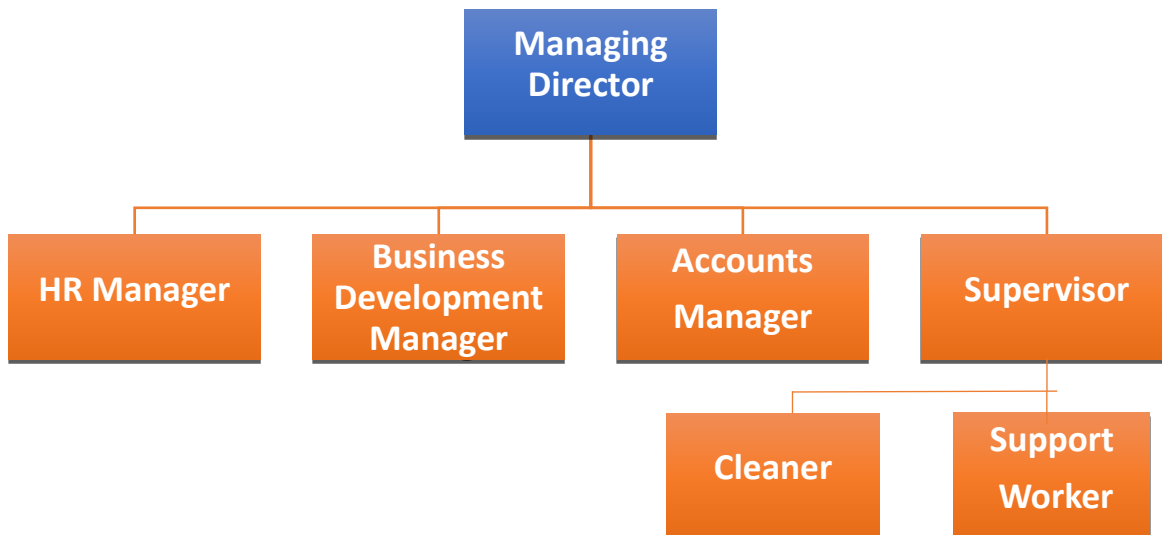 Managing
Director
HR Manager
Business
Development
Manager
Accounts
Manager
Supervisor
Cleaner
Support
Worker